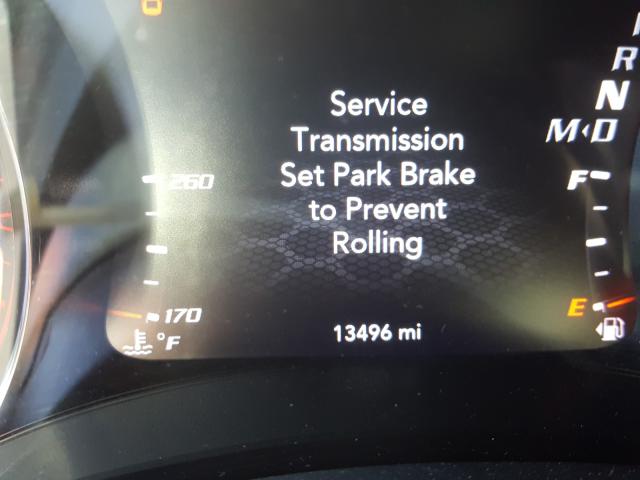 R
N
Service
Transmission
M D
260
Set Park Brake
F
to Prevent
Rolling
170
E
°F
13496 mi